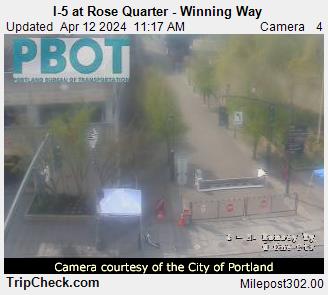 I-5 at Rose Quarter - Winning Way
Updated Apr 12 2024 11:17 AM Camera 4
PBOT
PORTLAND BUREAU OF TRANSPORTATION
Camera courtesy of the City of Portland
TripCheck.com Milepost302.00